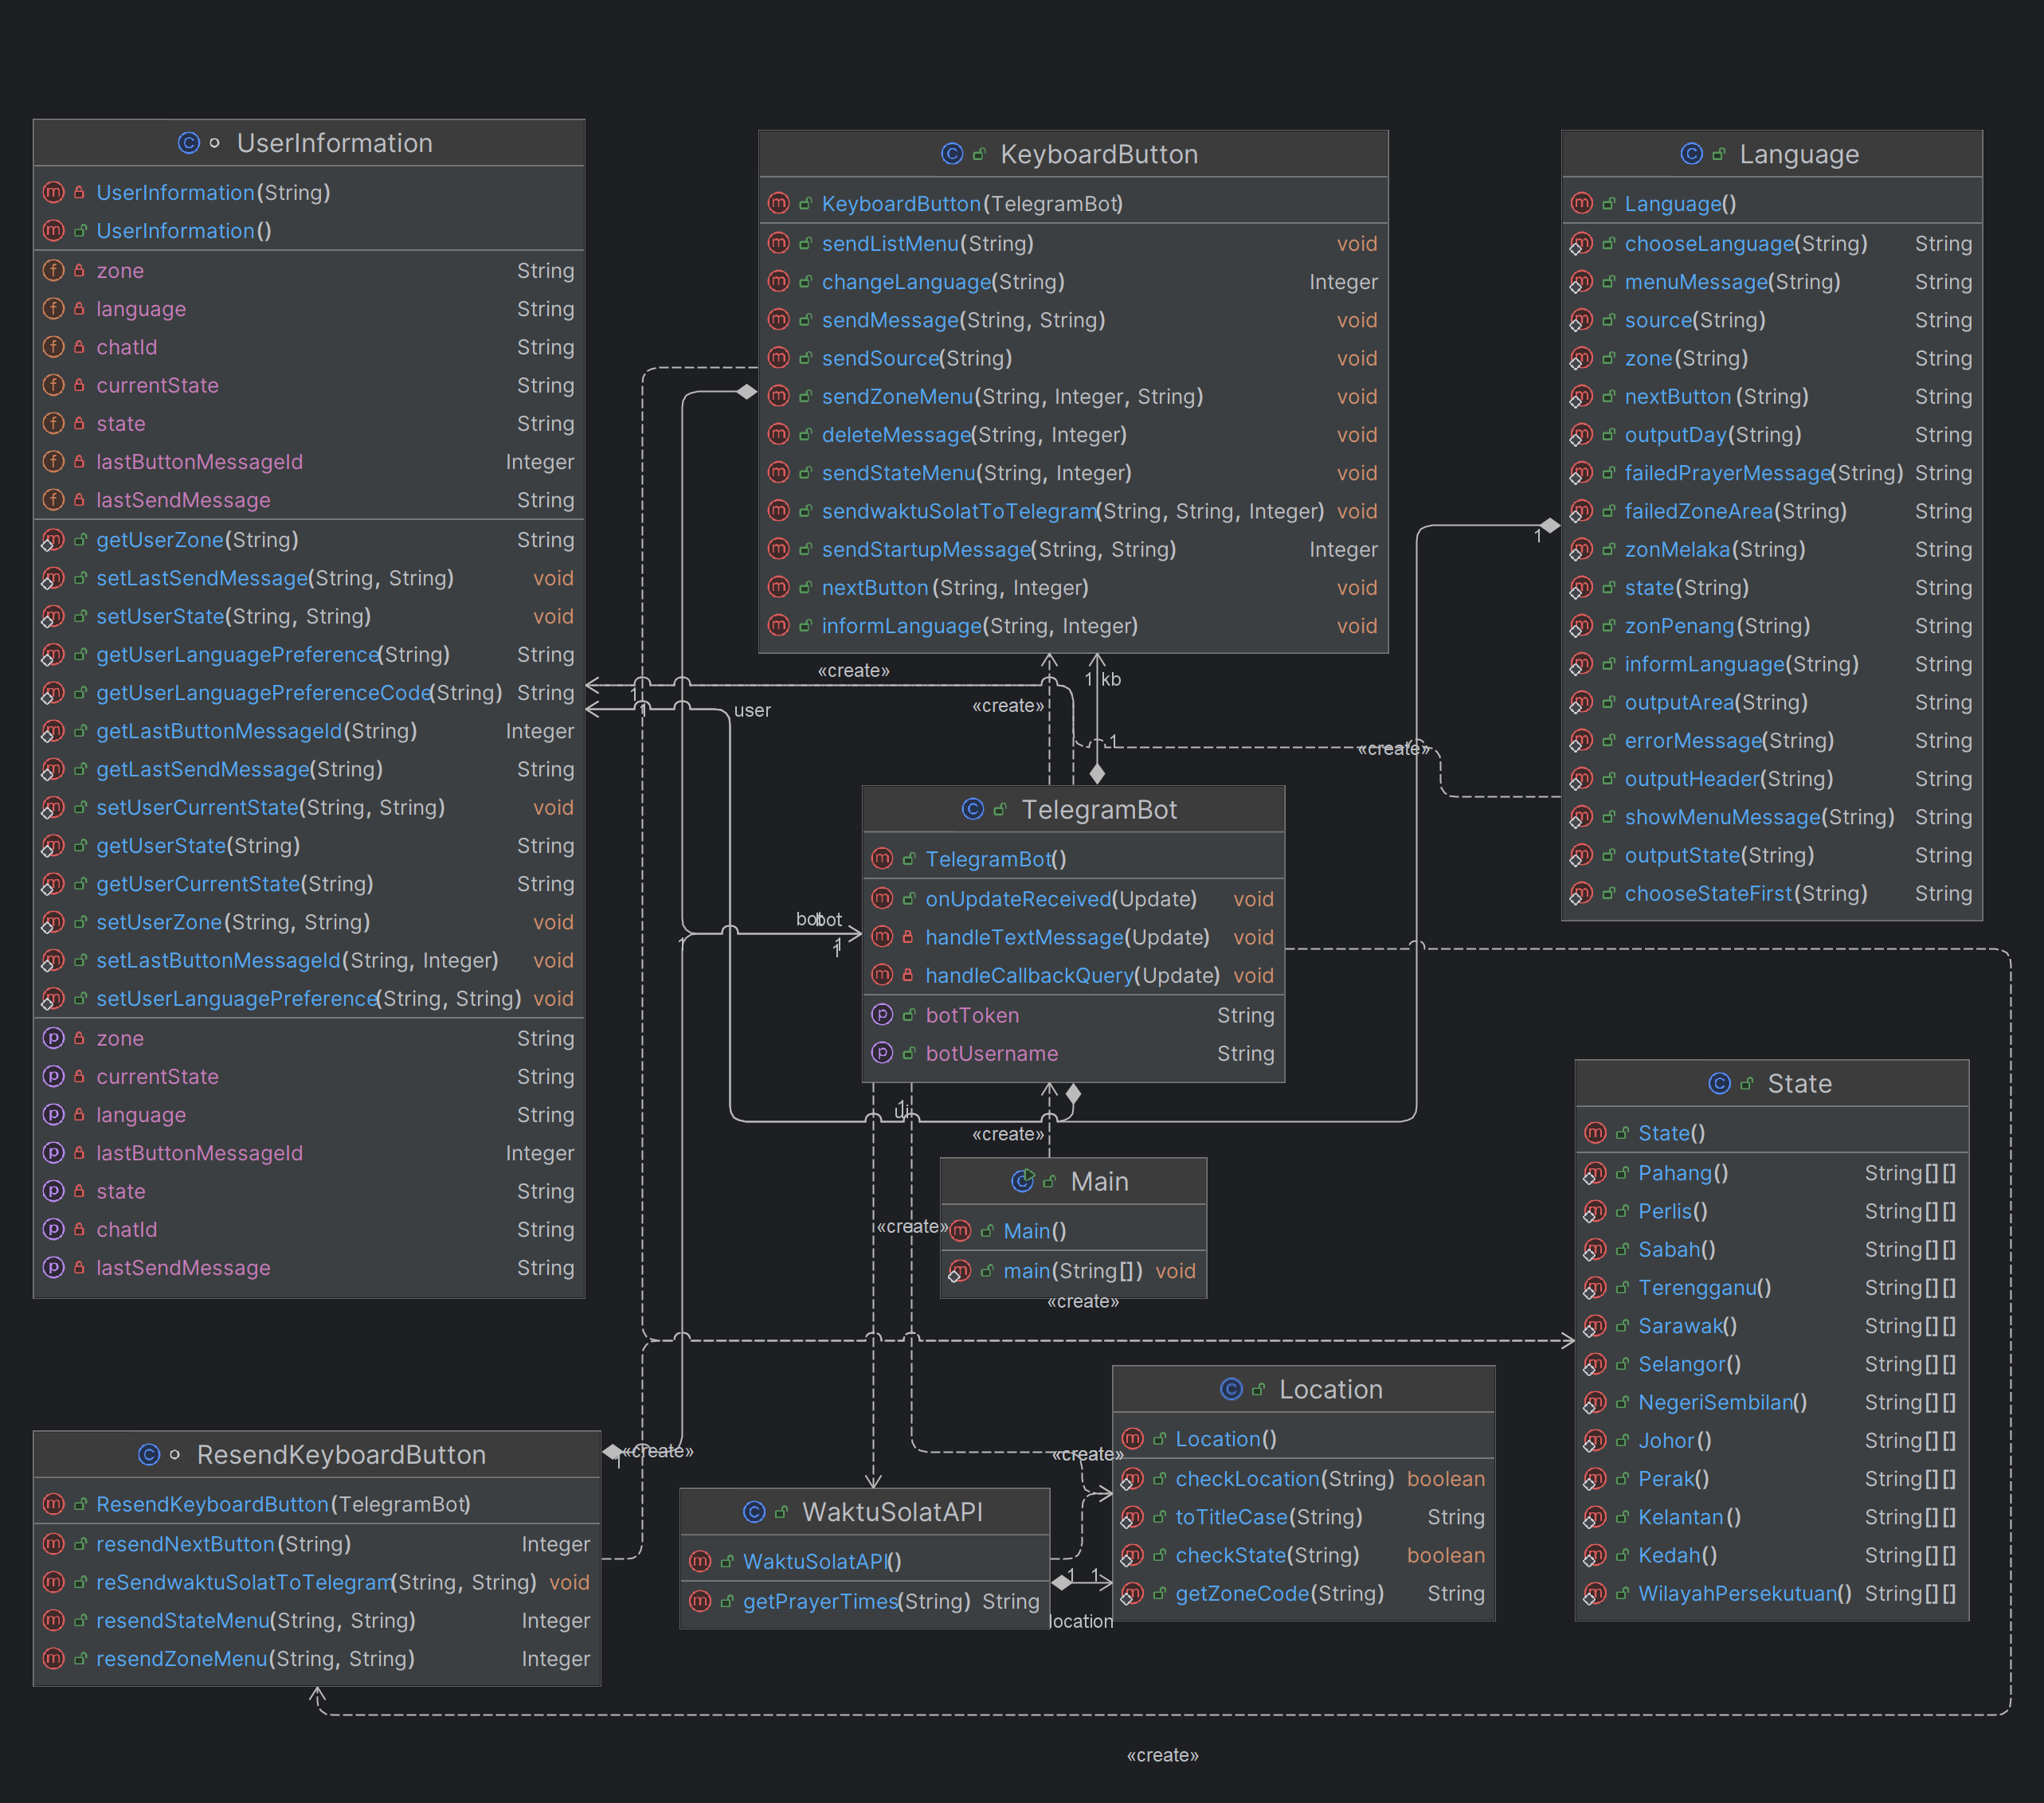 UserInformation
UserInformation(String)
UserInformation()
zone String
language String
chatId String
currentState String
state String
lastButtonMessageId Integer
lastSendMessage String
getUserZone(String) String
setLastSendMessage(String, String) void
setUserState(String, String) void
getUserLanguagePreference(String) String
getUserLanguagePreferenceCode(String) String
getLastButtonMessageId(String) Integer
getLastSendMessage(String) String
setUserCurrentState(String, String) void
getUserState(String) String
getUserCurrentState(String) String
setUserZone(String, String) void
setLastButtonMessageId(String, Integer) void
setUserLanguagePreference(String, String) void
zone String
currentState String
language String
lastButtonMessageId Integer
state String
chatId String
lastSendMessage String
KeyboardButton
KeyboardButton(TelegramBot)
sendListMenu(String) void
changeLanguage(String) Integer
sendMessage(String, String) void
sendSource(String) void
sendZoneMenu(String, Integer, String) void
deleteMessage(String, Integer) void
sendStateMenu(String, Integer) void
sendwaktuSolatToTelegram(String, String, Integer) void
sendStartupMessage(String, String) Integer
nextButton(String, Integer) void
informLanguage(String, Integer) void
Language
Language()
chooseLanguage(String) String
menuMessage(String) String
source(String) String
zone(String) String
nextButton(String) String
outputDay(String) String
failedPrayerMessage(String) String
failedZoneArea(String) String
zonMelaka(String) String
state(String) String
zonPenang(String) String
informLanguage(String) String
outputArea(String) String
errorMessage(String) String
outputHeader(String) String
showMenuMessage(String) String
outputState(String) String
chooseStateFirst(String) String
1
«create»
1
1
user
«create»
1 kb
1
«create»
bot
bot
1
1
1
TelegramBot
TelegramBot()
onUpdateReceived(Update) void
handleTextMessage(Update) void
handleCallbackQuery(Update) void
botToken String
botUsername String
1
ui
«create»
Main
Main()
main(String[]) void
«create»
«create»
State
State()
Pahang() String[][]
Perlis() String[][]
Sabah() String[][]
Terengganu() String[][]
Sarawak() String[][]
Selangor() String[][]
NegeriSembilan() String[][]
Johor() String[][]
Perak() String[][]
Kelantan() String[][]
Kedah() String[][]
WilayahPersekutuan() String[][]
ResendKeyboardButton
ResendKeyboardButton(TelegramBot)
resendNextButton(String) Integer
reSendwaktuSolatToTelegram(String, String) void
resendStateMenu(String, String) Integer
resendZoneMenu(String, String) Integer
1
«create»
WaktuSolatAPI
WaktuSolatAPI()
getPrayerTimes(String) String
«create»
1 1
location
Location
Location()
checkLocation(String) boolean
toTitleCase(String) String
checkState(String) boolean
getZoneCode(String) String
«create»